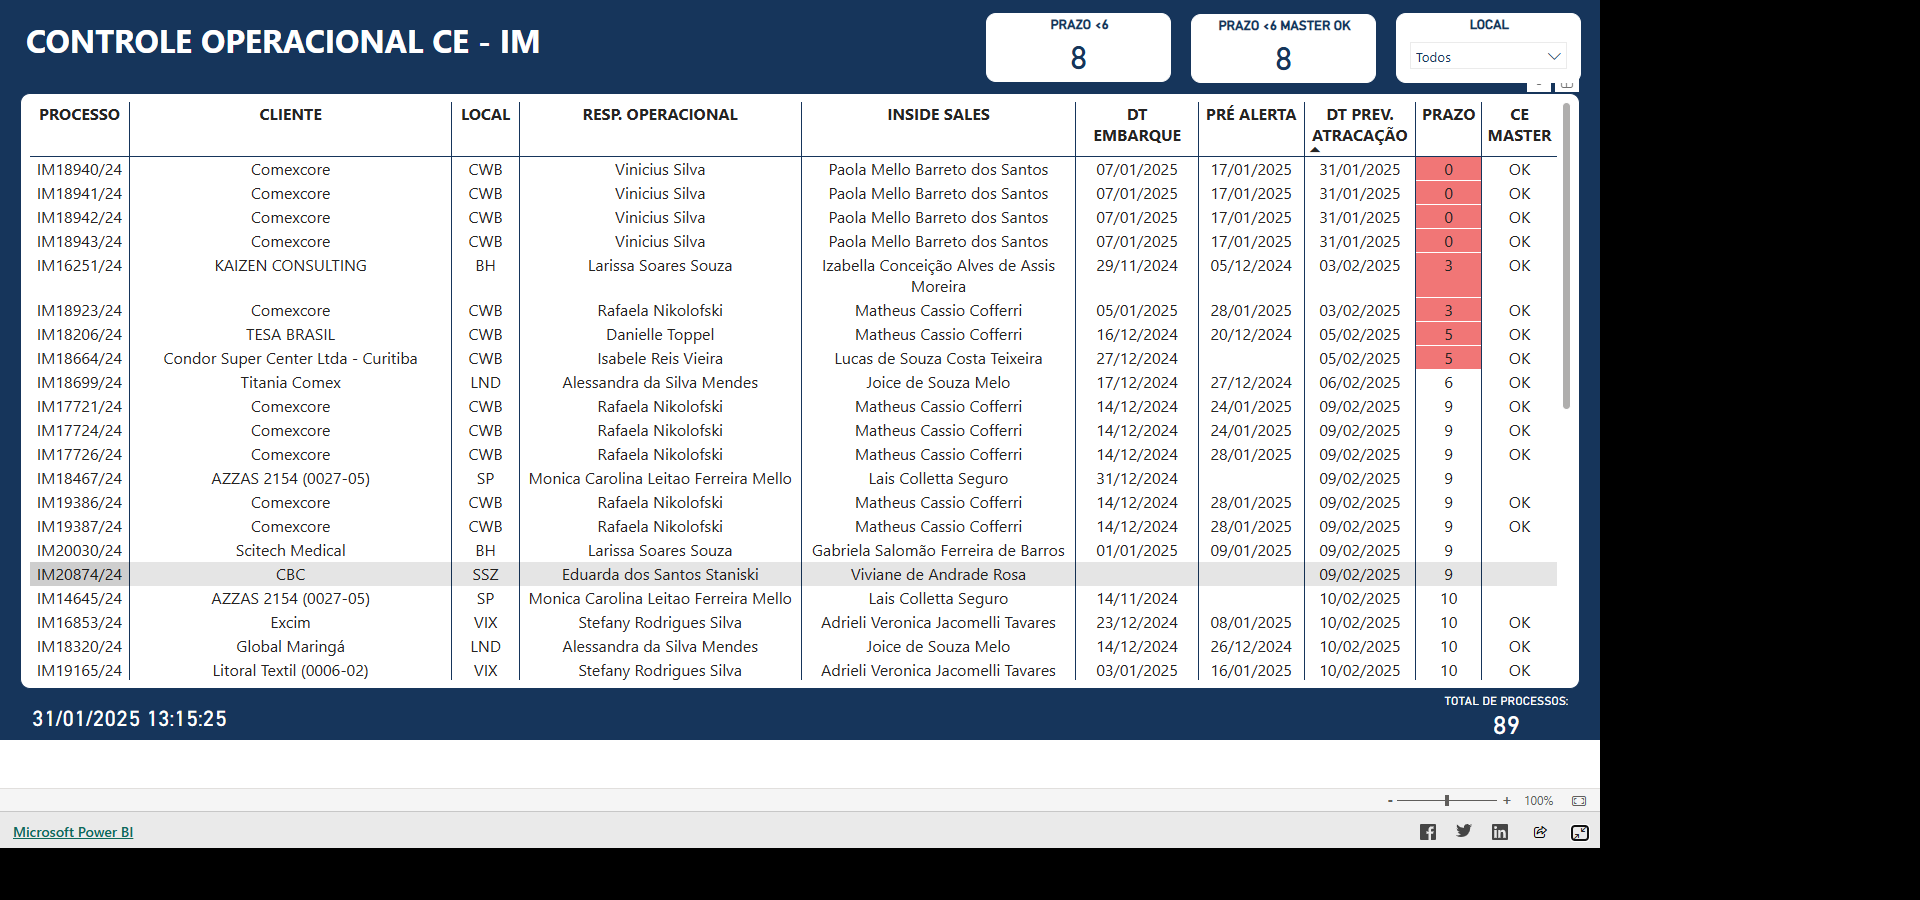 CONTROLE OPERACIONAL CE - IM
PRAZO <6
8
PRAZO <6 MASTER OK
8
LOCAL
Todos
PROCESSO CLIENTE LOCAL RESP. OPERACIONAL INSIDE SALES DT EMBARQUE PRÉ ALERTA DT PREV. ATRACAÇÃO PRAZO CE MASTER
IM18940/24 Comexcore CWB Vinicius Silva Paola Mello Barreto dos Santos 07/01/2025 17/01/2025 31/01/2025 0 OK
IM18941/24 Comexcore CWB Vinicius Silva Paola Mello Barreto dos Santos 07/01/2025 17/01/2025 31/01/2025 0 OK
IM18942/24 Comexcore CWB Vinicius Silva Paola Mello Barreto dos Santos 07/01/2025 17/01/2025 31/01/2025 0 OK
IM18943/24 Comexcore CWB Vinicius Silva Paola Mello Barreto dos Santos 07/01/2025 17/01/2025 31/01/2025 0 OK
IM16251/24 KAIZEN CONSULTING BH Larissa Soares Souza Izabella Conceição Alves de Assis Moreira 29/11/2024 05/12/2024 03/02/2025 3 OK
IM18923/24 Comexcore CWB Rafaela Nikolofski Matheus Cassio Cofferri 05/01/2025 28/01/2025 03/02/2025 3 OK
IM18206/24 TESA BRASIL CWB Danielle Toppel Matheus Cassio Cofferri 16/12/2024 20/12/2024 05/02/2025 5 OK
IM18664/24 Condor Super Center Ltda - Curitiba CWB Isabele Reis Vieira Lucas de Souza Costa Teixeira 27/12/2024 05/02/2025 5 OK
IM18699/24 Titania Comex LND Alessandra da Silva Mendes Joice de Souza Melo 17/12/2024 27/12/2024 06/02/2025 6 OK
IM17721/24 Comexcore CWB Rafaela Nikolofski Matheus Cassio Cofferri 14/12/2024 24/01/2025 09/02/2025 9 OK
IM17724/24 Comexcore CWB Rafaela Nikolofski Matheus Cassio Cofferri 14/12/2024 24/01/2025 09/02/2025 9 OK
IM17726/24 Comexcore CWB Rafaela Nikolofski Matheus Cassio Cofferri 14/12/2024 28/01/2025 09/02/2025 9 OK
IM18467/24 AZZAS 2154 (0027-05) SP Monica Carolina Leitao Ferreira Mello Lais Colletta Seguro 31/12/2024 09/02/2025 9
IM19386/24 Comexcore CWB Rafaela Nikolofski Matheus Cassio Cofferri 14/12/2024 28/01/2025 09/02/2025 9 OK
IM19387/24 Comexcore CWB Rafaela Nikolofski Matheus Cassio Cofferri 14/12/2024 28/01/2025 09/02/2025 9 OK
IM20030/24 Scitech Medical BH Larissa Soares Souza Gabriela Salomão Ferreira de Barros 01/01/2025 09/01/2025 09/02/2025 9
IM20874/24 CBC SSZ Eduarda dos Santos Staniski Viviane de Andrade Rosa 09/02/2025 9
IM14645/24 AZZAS 2154 (0027-05) SP Monica Carolina Leitao Ferreira Mello Lais Colletta Seguro 14/11/2024 10/02/2025 10
IM16853/24 Excim VIX Stefany Rodrigues Silva Adrieli Veronica Jacomelli Tavares 23/12/2024 08/01/2025 10/02/2025 10 OK
IM18320/24 Global Maringá LND Alessandra da Silva Mendes Joice de Souza Melo 14/12/2024 26/12/2024 10/02/2025 10 OK
IM19165/24 Litoral Textil (0006-02) VIX Stefany Rodrigues Silva Adrieli Veronica Jacomelli Tavares 03/01/2025 16/01/2025 10/02/2025 10 OK
31/01/2025 13:15:25
TOTAL DE PROCESSOS:
89
- + 100%
Microsoft Power BI